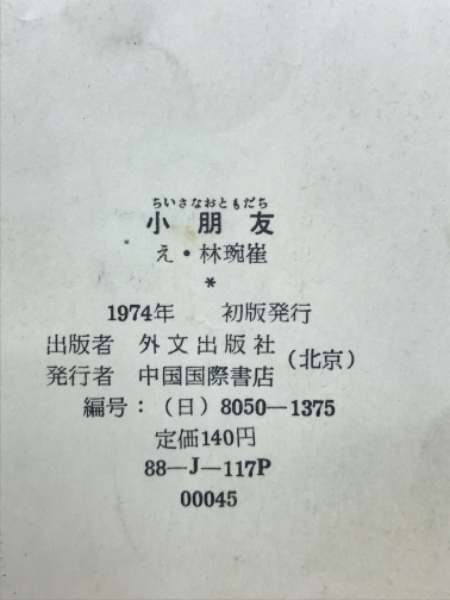 ちいさなおともだち
小朋友
え・林琬崔
*
1974年 初版発行
出版者 外文出版社
発行者 中国国際書店 (北京)
編号：(日) 8050—1375
定価140円
88—J—117P
00045